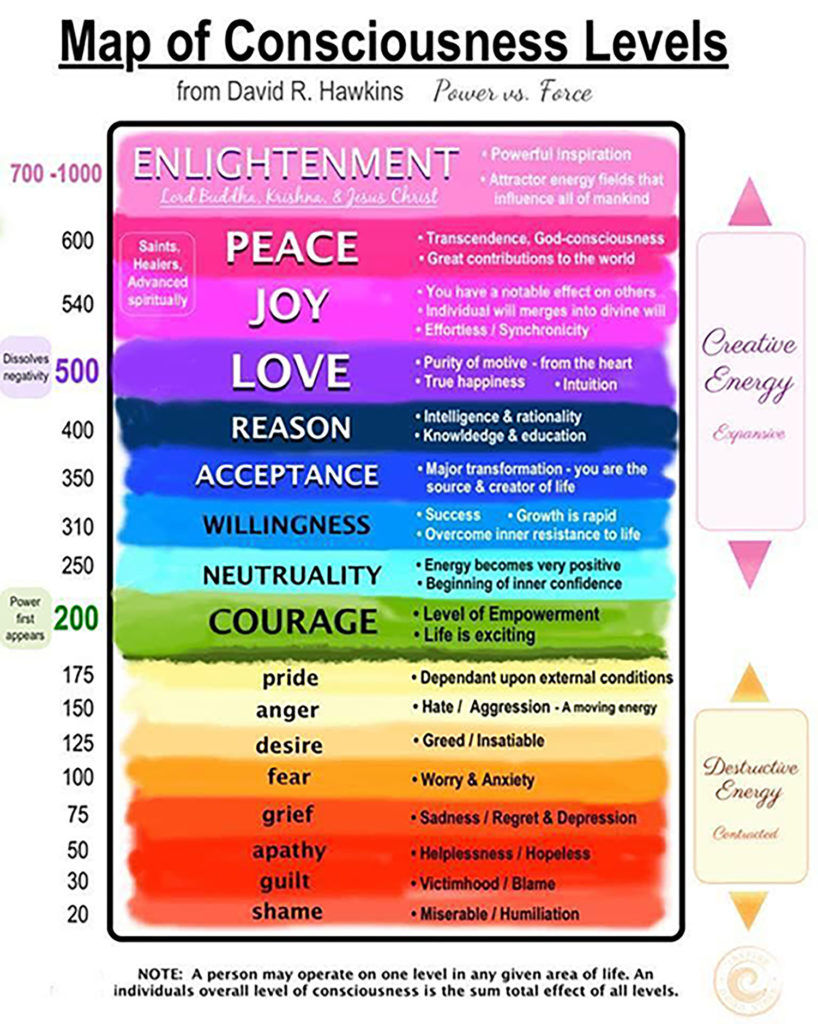 Map of Consciousness Levels
from David R. Hawkins Power vs. Force
700 -1000
ENLIGHTENMENT
Lord Buddha, Krishna, & Jesus Christ
• Powerful Inspiration
• Attractor energy fields that
influence all of mankind
600
Saints,
Healers,
Advanced
spiritually
PEACE
• Transcendence, God-consciousness
• Great contributions to the world
540
JOY
• You have a notable effect on others
• Individual will merges into divine will
• Effortless / Synchronicity
Dissolves
negativity
500
LOVE
• Purity of motive - from the heart
• True happiness • Intuition
400
REASON
• Intelligence & rationality
• Knowldedge & education
350
ACCEPTANCE
• Major transformation - you are the
source & creator of life
310
WILLINGNESS
• Success • Growth is rapid
• Overcome inner resistance to life
250
NEUTRUALITY
• Energy becomes very positive
• Beginning of inner confidence
Power
first
appears
200
COURAGE
• Level of Empowerment
• Life is exciting
175 pride • Dependant upon external conditions
150 anger • Hate / Aggression - A moving energy
125 desire • Greed / Insatiable
100 fear • Worry & Anxiety
75 grief • Sadness / Regret & Depression
50 apathy • Helplessness / Hopeless
30 guilt • Victimhood / Blame
20 shame • Miserable / Humiliation
Creative
Energy
Expansive
Destructive
Energy
Contracted
NOTE: A person may operate on one level in any given area of life. An
individuals overall level of consciousness is the sum total effect of all levels.